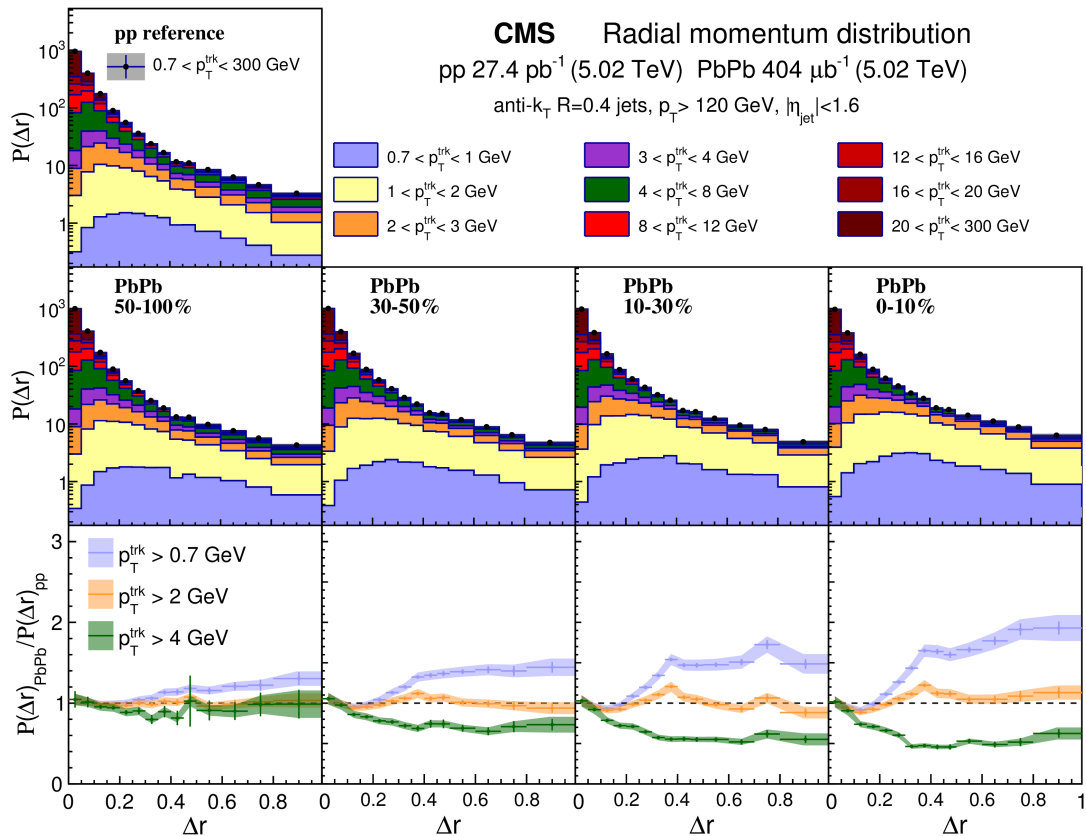 pp reference
0.7 < p_T^trk < 300 GeV
CMS Radial momentum distribution
pp 27.4 pb^-1 (5.02 TeV) PbPb 404 μb^-1 (5.02 TeV)
anti-k_T R=0.4 jets, p_T > 120 GeV, |η_jet|<1.6
0.7 < p_T^trk < 1 GeV
3 < p_T^trk < 4 GeV
12 < p_T^trk < 16 GeV
1 < p_T^trk < 2 GeV
4 < p_T^trk < 8 GeV
16 < p_T^trk < 20 GeV
2 < p_T^trk < 3 GeV
8 < p_T^trk < 12 GeV
20 < p_T^trk < 300 GeV
P(Δr)
10^3
10^2
10
1
PbPb
50-100%
PbPb
30-50%
PbPb
10-30%
PbPb
0-10%
P(Δr)
10^3
10^2
10
1
p_T^trk > 0.7 GeV
p_T^trk > 2 GeV
p_T^trk > 4 GeV
P(Δr)_PbPb/P(Δr)_pp
3
2
1
0
0 0.2 0.4 0.6 0.8 0 0.2 0.4 0.6 0.8 0 0.2 0.4 0.6 0.8 0 0.2 0.4 0.6 0.8 1
Δr Δr Δr Δr